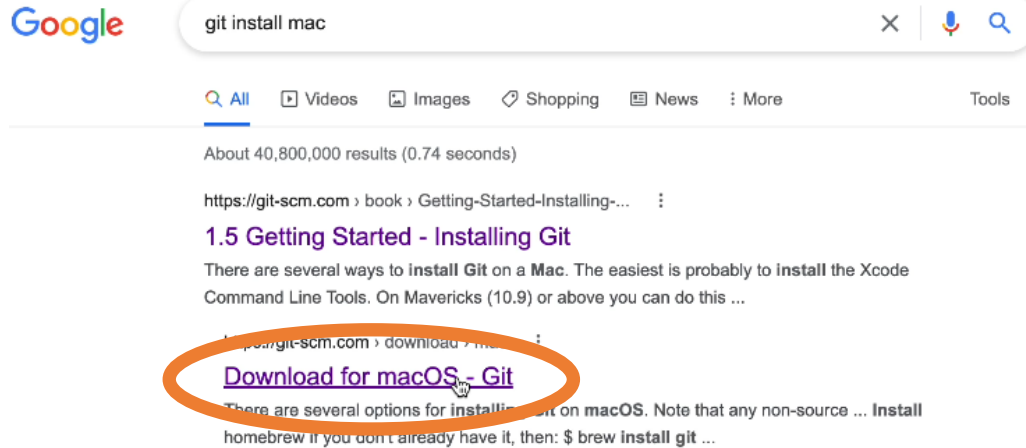 Google
git install mac
All Videos Images Shopping News More Tools
About 40,800,000 results (0.74 seconds)
https://git-scm.com › book › Getting-Started-Installing-...
1.5 Getting Started - Installing Git
There are several ways to install Git on a Mac. The easiest is probably to install the Xcode
Command Line Tools. On Mavericks (10.9) or above you can do this ...
https://git-scm.com › download ›
Download for macOS - Git
There are several options for installing Git on macOS. Note that any non-source ... Install
homebrew if you don't already have it, then: $ brew install git ...